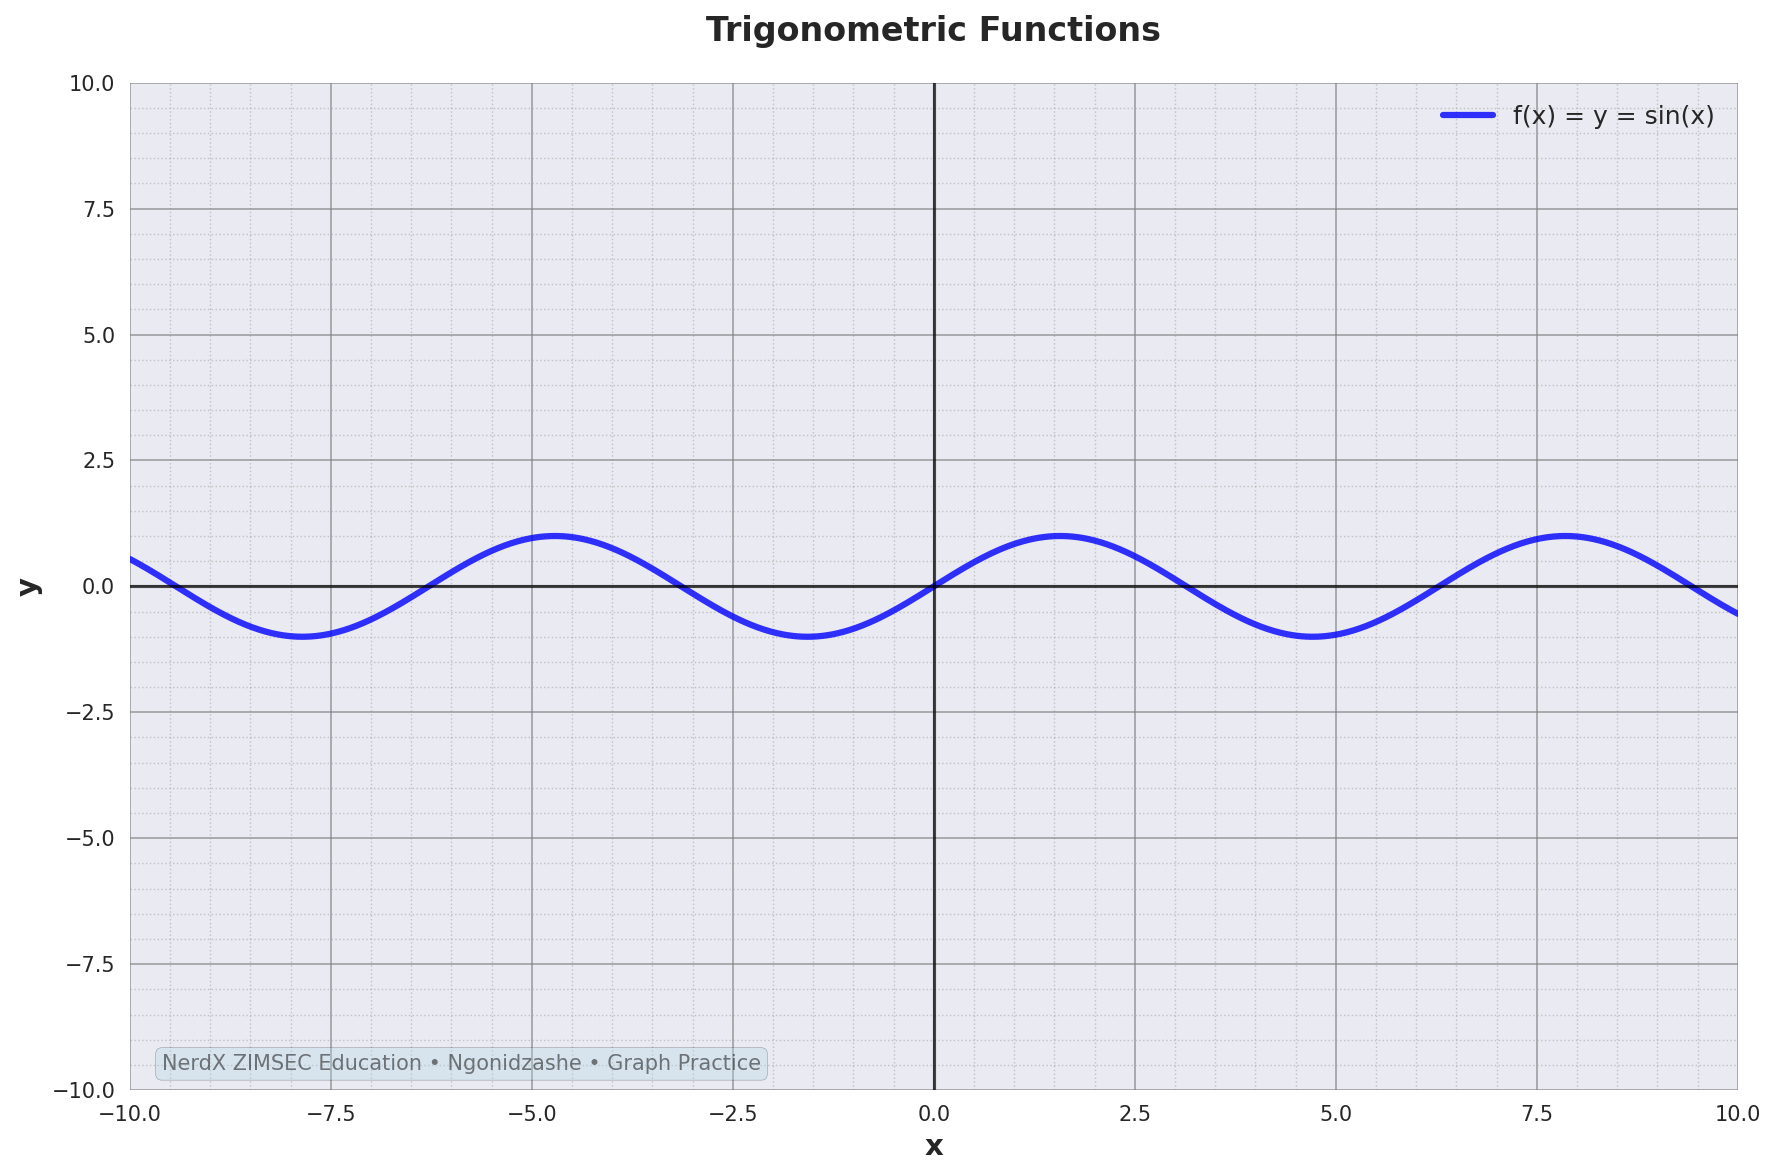 Trigonometric Functions
f(x) = y = sin(x)
10.0
7.5
5.0
2.5
0.0
−2.5
−5.0
−7.5
−10.0
y
NerdX ZIMSEC Education • Ngonidzashe • Graph Practice
−10.0 −7.5 −5.0 −2.5 0.0 2.5 5.0 7.5 10.0
x